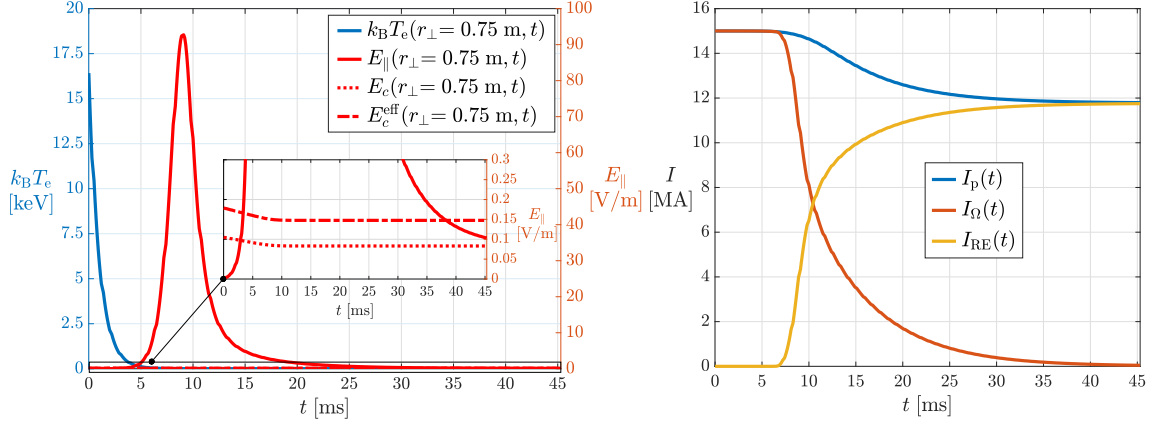 20
17.5
15
12.5
10
7.5
5
2.5
0
k_B T_e
[keV]
0 5 10 15 20 25 30 35 40 45
t [ms]
100
90
80
70
60
50
40
30
20
10
0
E_∥
[V/m]
k_B T_e(r_⊥ = 0.75 m, t)
E_∥(r_⊥ = 0.75 m, t)
E_c(r_⊥ = 0.75 m, t)
E_c^eff(r_⊥ = 0.75 m, t)
0.3
0.25
0.2
0.15
0.1
0.05
0
E_∥
[V/m]
0 5 10 15 20 25 30 35 40 45
t [ms]
16
14
12
10
8
6
4
2
0
I
[MA]
I_p(t)
I_Ω(t)
I_RE(t)
0 5 10 15 20 25 30 35 40 45
t [ms]